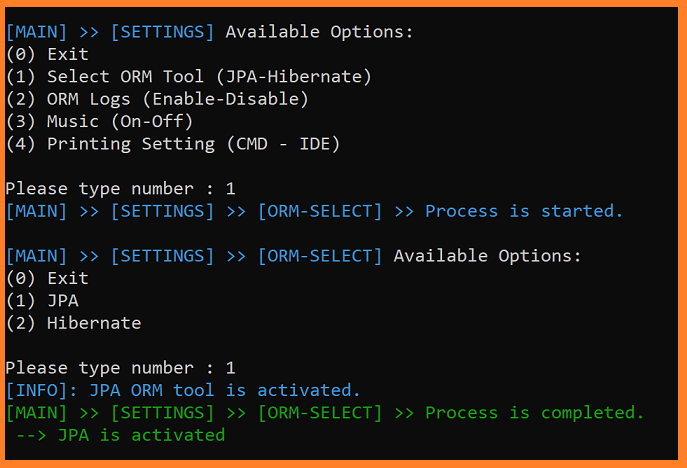 [MAIN] >> [SETTINGS] Available Options:
(0) Exit
(1) Select ORM Tool (JPA-Hibernate)
(2) ORM Logs (Enable-Disable)
(3) Music (On-Off)
(4) Printing Setting (CMD - IDE)
Please type number : 1
[MAIN] >> [SETTINGS] >> [ORM-SELECT] >> Process is started.
[MAIN] >> [SETTINGS] >> [ORM-SELECT] Available Options:
(0) Exit
(1) JPA
(2) Hibernate
Please type number : 1
[INFO]: JPA ORM tool is activated.
[MAIN] >> [SETTINGS] >> [ORM-SELECT] >> Process is completed.
--> JPA is activated